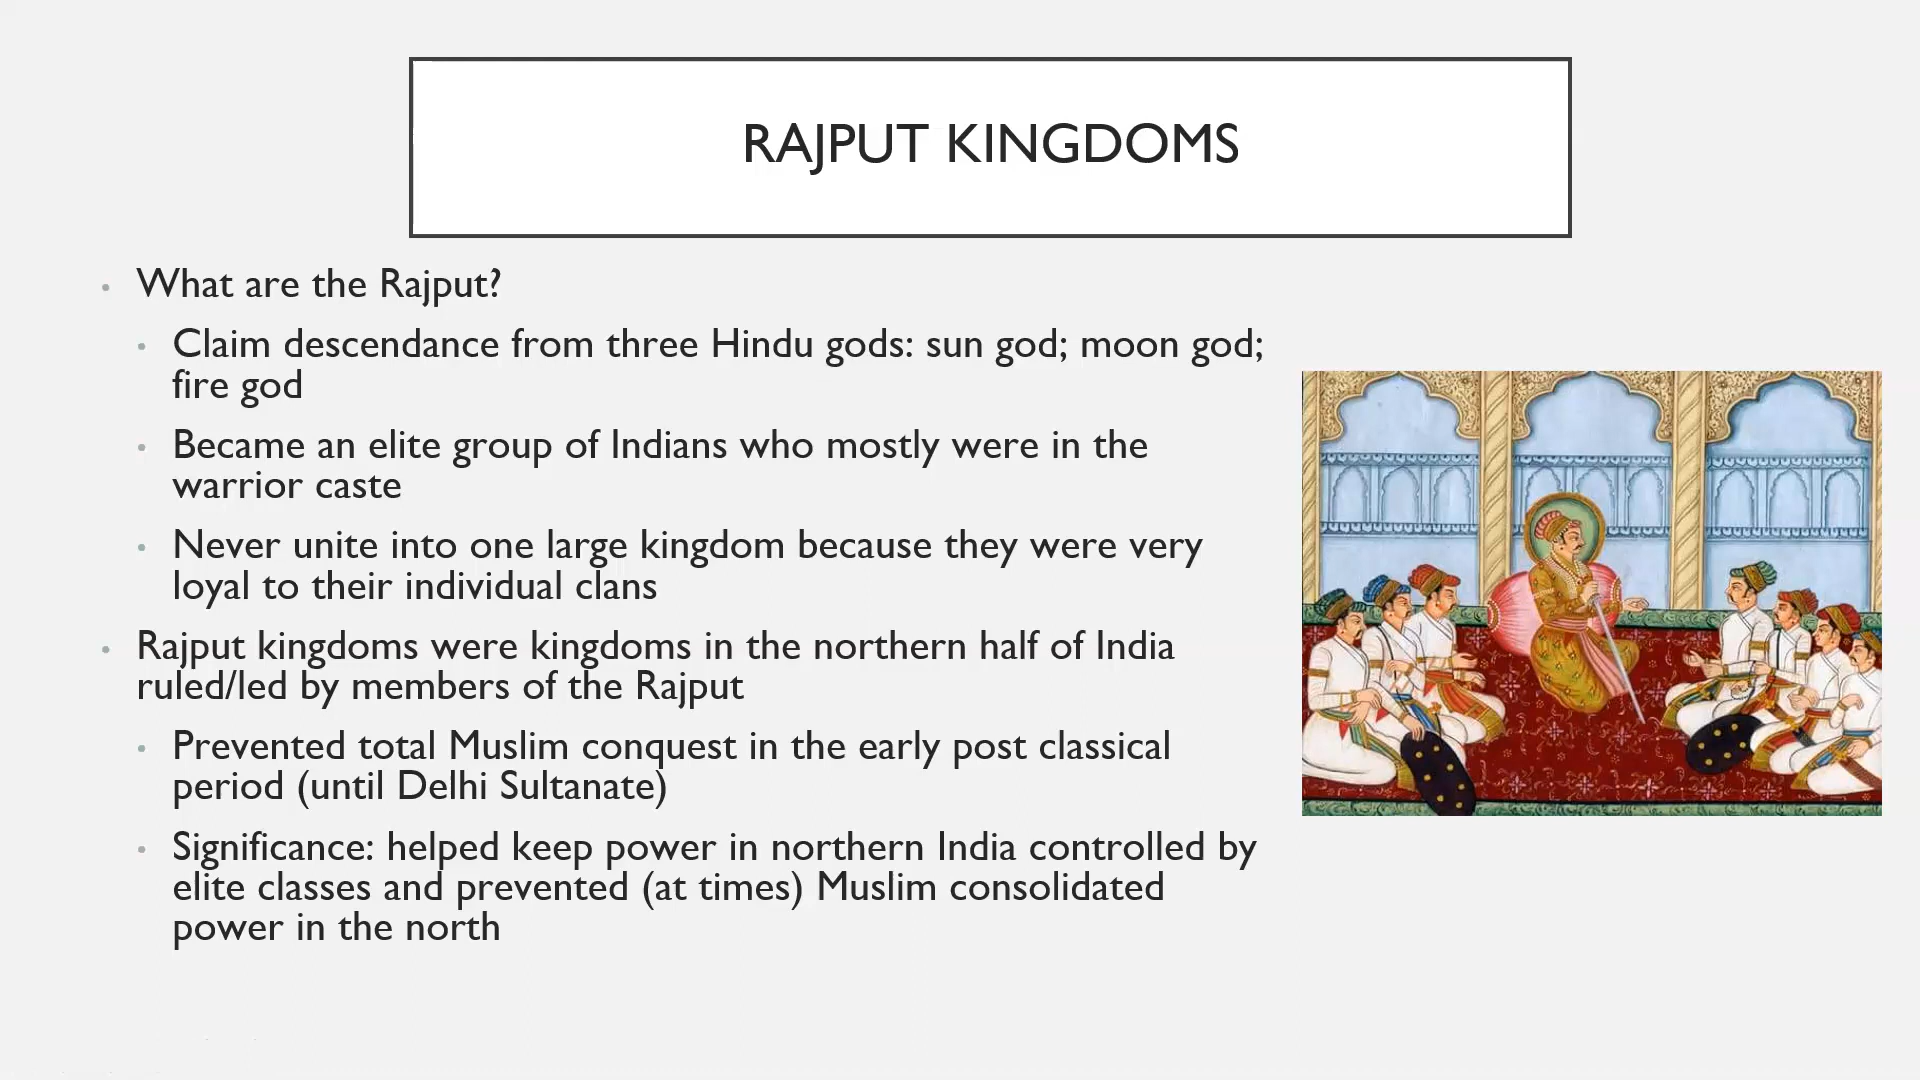 RAJPUT KINGDOMS
• What are the Rajput?
• Claim descendance from three Hindu gods: sun god; moon god;
fire god
• Became an elite group of Indians who mostly were in the
warrior caste
• Never unite into one large kingdom because they were very
loyal to their individual clans
• Rajput kingdoms were kingdoms in the northern half of India
ruled/led by members of the Rajput
• Prevented total Muslim conquest in the early post classical
period (until Delhi Sultanate)
• Significance: helped keep power in northern India controlled by
elite classes and prevented (at times) Muslim consolidated
power in the north